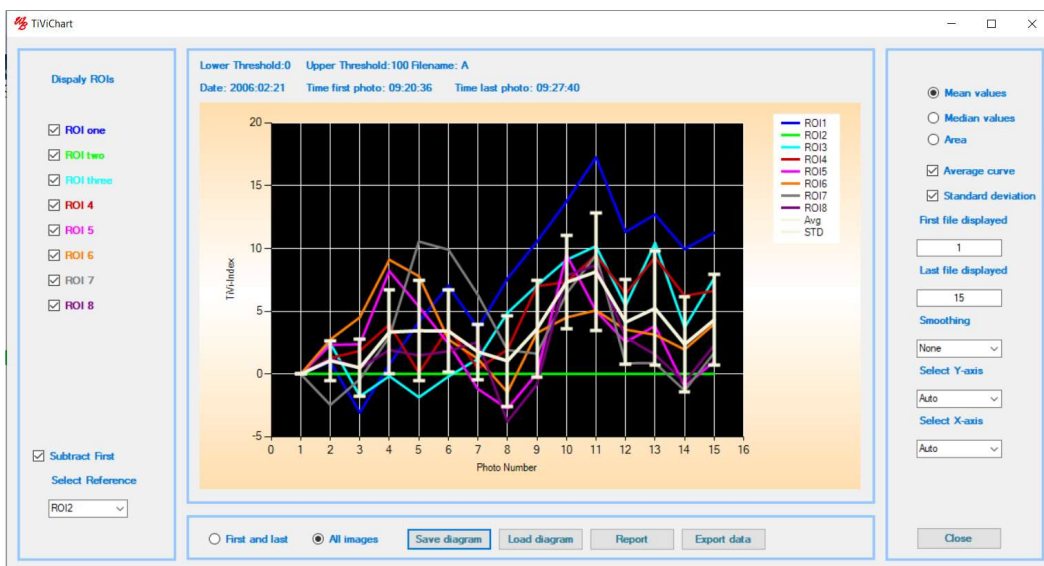 TiViChart
Dispaly ROIs
ROI one
ROI two
ROI three
ROI 4
ROI 5
ROI 6
ROI 7
ROI 8
Subtract First
Select Reference
ROI2
Lower Threshold:0 Upper Threshold:100 Filename: A
Date: 2006:02:21 Time first photo: 09:20:36 Time last photo: 09:27:40
20
15
10
5
0
-5
TiVi-Index
0 1 2 3 4 5 6 7 8 9 10 11 12 13 14 15 16
Photo Number
ROI1
ROI2
ROI3
ROI4
ROI5
ROI6
ROI7
ROI8
Avg
STD
First and last
All images
Save diagram
Load diagram
Report
Export data
Mean values
Median values
Area
Average curve
Standard deviation
First file displayed
1
Last file displayed
15
Smoothing
None
Select Y-axis
Auto
Select X-axis
Auto
Close